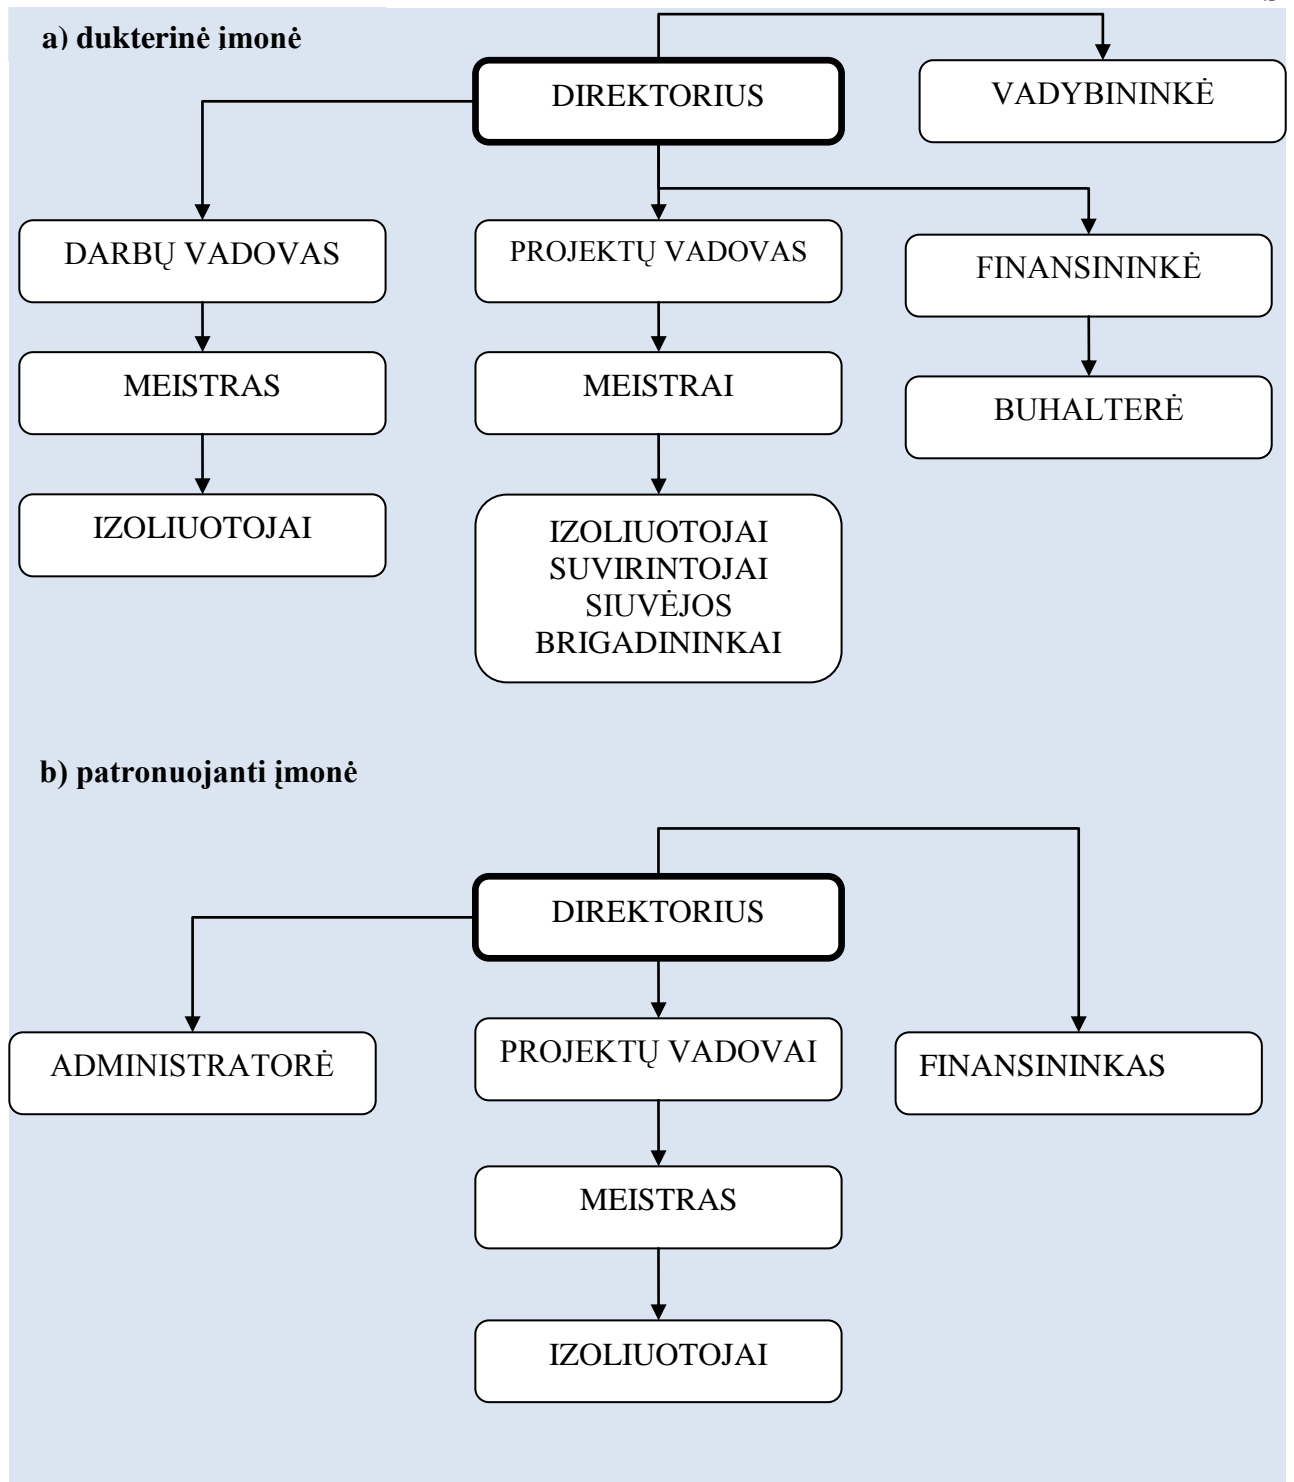 a) dukterinė įmonė
DIREKTORIUS
VADYBININKĖ
DARBŲ VADOVAS
PROJEKTŲ VADOVAS
FINANSININKĖ
MEISTRAS
MEISTRAI
BUHALTERĖ
IZOLIUOTOJAI
IZOLIUOTOJAI
SUVIRINTOJAI
SIUVĖJOS
BRIGADININKAI
b) patronuojanti įmonė
DIREKTORIUS
ADMINISTRATORĖ
PROJEKTŲ VADOVAI
FINANSININKAS
MEISTRAS
IZOLIUOTOJAI